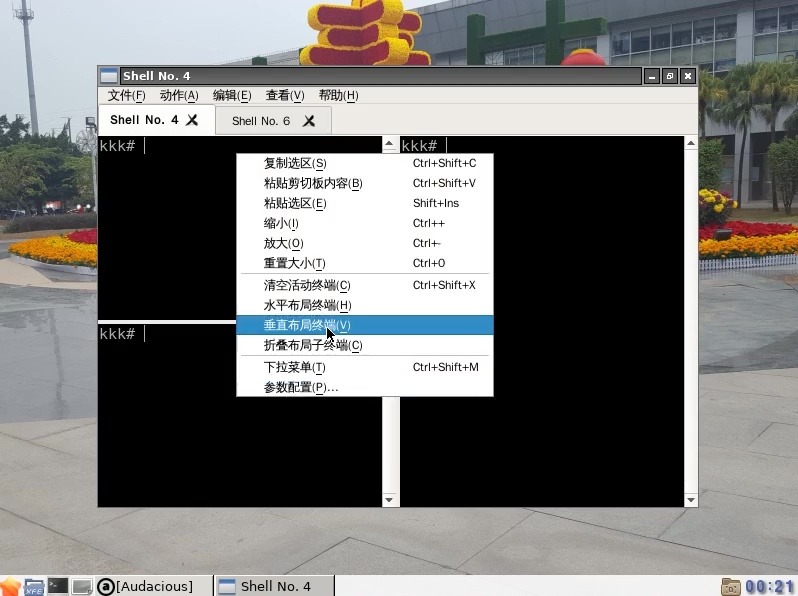 Shell No. 4
文件(F) 动作(A) 编辑(E) 查看(V) 帮助(H)
Shell No. 4 Shell No. 6
kkk# kkk#
复制选区(S) Ctrl+Shift+C
粘贴剪切板内容(B) Ctrl+Shift+V
粘贴选区(E) Shift+Ins
缩小(I) Ctrl++
放大(O) Ctrl+-
重置大小(T) Ctrl+0
清空活动终端(C) Ctrl+Shift+X
水平布局终端(H)
垂直布局终端(V)
kkk#
折叠布局子终端(C)
下拉菜单(T) Ctrl+Shift+M
参数配置(P)...
XFE a [Audacious] Shell No. 4 00:21